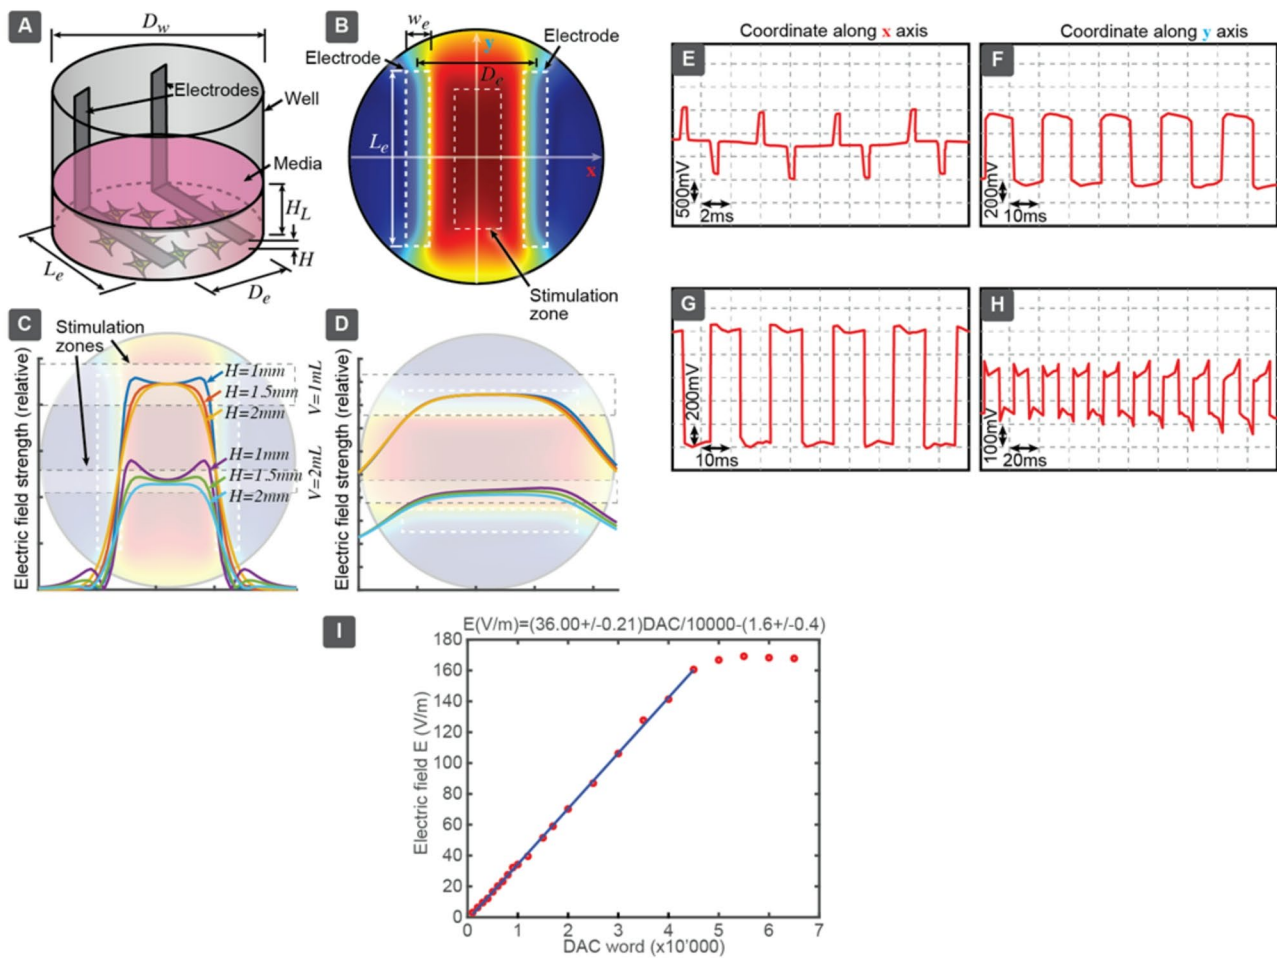 A
D_w
Electrodes
Well
Media
H_L
H
L_e
D_e
B
w_e
Electrode
y
Electrode
D_e
L_e
x
Stimulation
zone
Coordinate along x axis
Coordinate along y axis
E
500mV
2ms
F
200mV
10ms
C
Stimulation
zones
Electric field strength (relative)
H=1mm
H=1.5mm
H=2mm
H=1mm
H=1.5mm
H=2mm
D
V=1mL
V=2mL
Electric field strength (relative)
G
200mV
10ms
H
100mV
20ms
I
E(V/m)=(36.00+/-0.21)DAC/10000-(1.6+/-0.4)
180
160
140
120
100
80
60
40
20
0
Electric field E (V/m)
0 1 2 3 4 5 6 7
DAC word (x10'000)